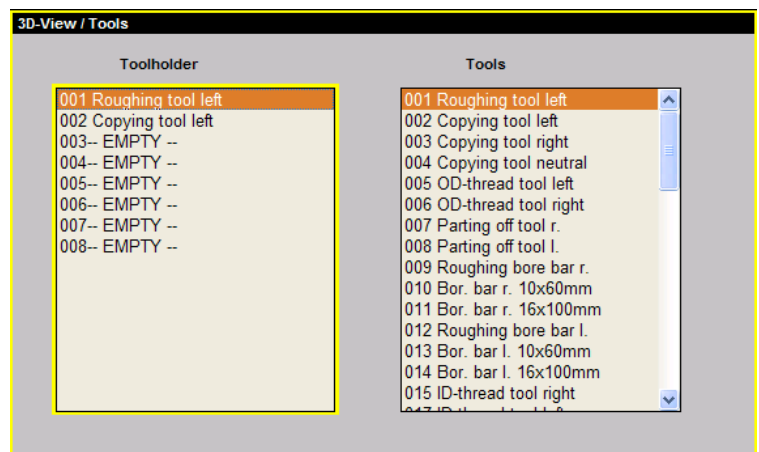 3D-View / Tools
Toolholder
001 Roughing tool left
002 Copying tool left
003-- EMPTY --
004-- EMPTY --
005-- EMPTY --
006-- EMPTY --
007-- EMPTY --
008-- EMPTY --
Tools
001 Roughing tool left
002 Copying tool left
003 Copying tool right
004 Copying tool neutral
005 OD-thread tool left
006 OD-thread tool right
007 Parting off tool r.
008 Parting off tool l.
009 Roughing bore bar r.
010 Bor. bar r. 10x60mm
011 Bor. bar r. 16x100mm
012 Roughing bore bar l.
013 Bor. bar l. 10x60mm
014 Bor. bar l. 16x100mm
015 ID-thread tool right